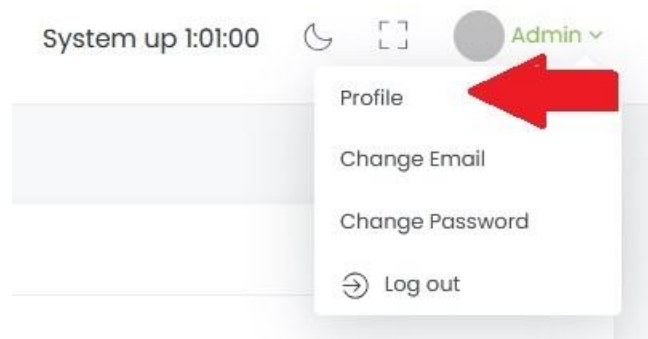 System up 1:01:00
Admin
Profile
Change Email
Change Password
Log out